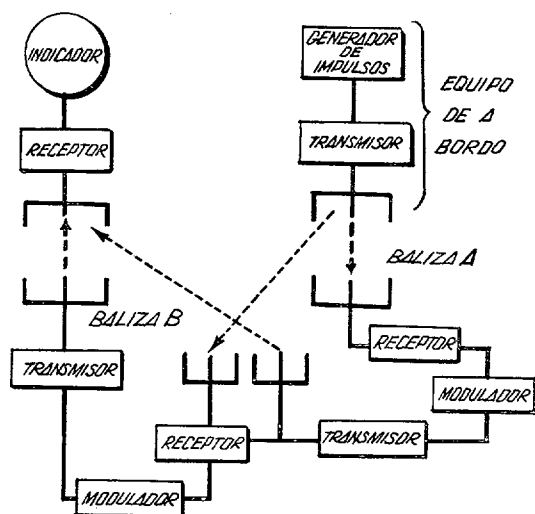 INDICADOR
GENERADOR
DE
IMPULSOS
EQUIPO
DE A
BORDO
RECEPTOR
TRANSMISOR
BALIZA A
BALIZA B
RECEPTOR
TRANSMISOR
MODULADOR
RECEPTOR
TRANSMISOR
MODULADOR